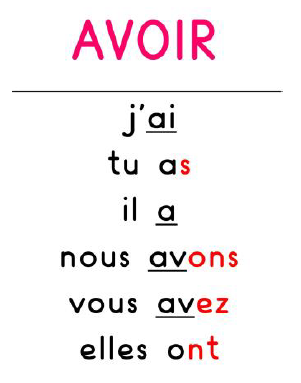 AVOIR
j'ai
tu as
il a
nous avons
vous avez
elles ont